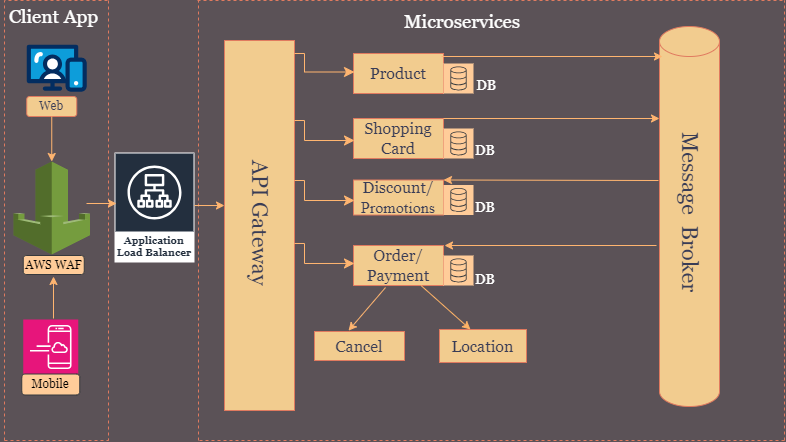 Client App
Web
AWS WAF
Mobile
Application
Load Balancer
Microservices
API Gateway
Product
DB
Shopping
Card
DB
Discount/
Promotions
DB
Order/
Payment
DB
Cancel
Location
Message Broker